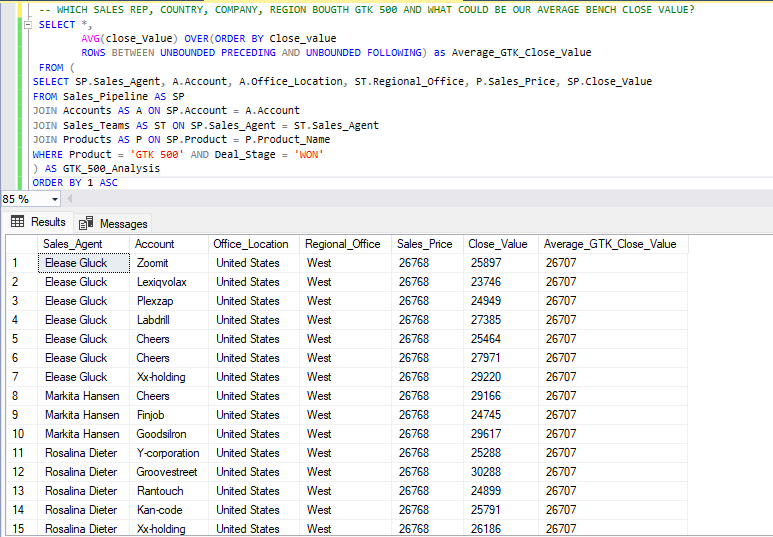 -- WHICH SALES REP, COUNTRY, COMPANY, REGION BOUGTH GTK 500 AND WHAT COULD BE OUR AVERAGE BENCH CLOSE VALUE?
SELECT *,
AVG(close_Value) OVER(ORDER BY Close_value
ROWS BETWEEN UNBOUNDED PRECEDING AND UNBOUNDED FOLLOWING) as Average_GTK_Close_Value
FROM (
SELECT SP.Sales_Agent, A.Account, A.Office_Location, ST.Regional_Office, P.Sales_Price, SP.Close_Value
FROM Sales_Pipeline AS SP
JOIN Accounts AS A ON SP.Account = A.Account
JOIN Sales_Teams AS ST ON SP.Sales_Agent = ST.Sales_Agent
JOIN Products AS P ON SP.Product = P.Product_Name
WHERE Product = 'GTK 500' AND Deal_Stage = 'WON'
) AS GTK_500_Analysis
ORDER BY 1 ASC
85 %
Results Messages
Sales_Agent Account Office_Location Regional_Office Sales_Price Close_Value Average_GTK_Close_Value
1 Elease Gluck Zoomit United States West 26768 25897 26707
2 Elease Gluck Lexiqvolax United States West 26768 23746 26707
3 Elease Gluck Plexzap United States West 26768 24949 26707
4 Elease Gluck Labdrill United States West 26768 27385 26707
5 Elease Gluck Cheers United States West 26768 25464 26707
6 Elease Gluck Cheers United States West 26768 27971 26707
7 Elease Gluck Xx-holding United States West 26768 29220 26707
8 Markita Hansen Cheers United States West 26768 29166 26707
9 Markita Hansen Finjob United States West 26768 24745 26707
10 Markita Hansen Goodsilron United States West 26768 29617 26707
11 Rosalina Dieter Y-corporation United States West 26768 25288 26707
12 Rosalina Dieter Groovestreet United States West 26768 30288 26707
13 Rosalina Dieter Rantouch United States West 26768 24899 26707
14 Rosalina Dieter Kan-code United States West 26768 25791 26707
15 Rosalina Dieter Xx-holding United States West 26768 26186 26707